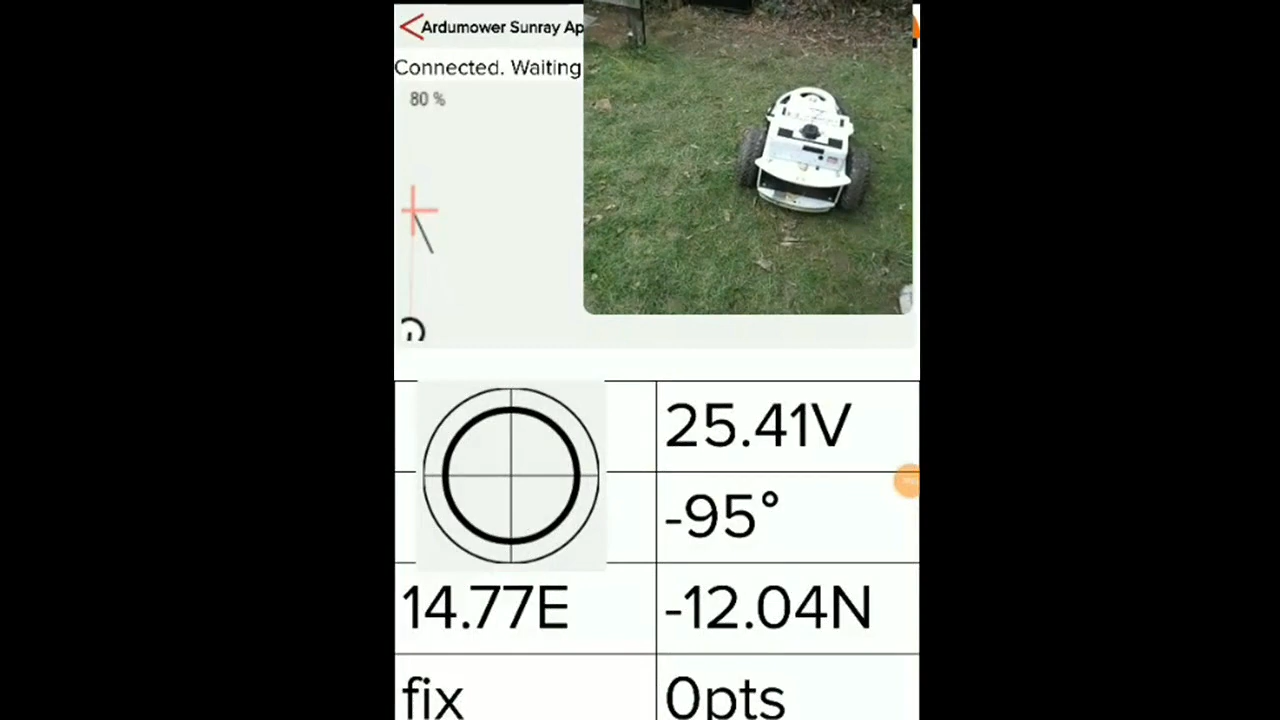 Ardumower Sunray Ap
Connected. Waiting
80 %
25.41V
-95°
14.77E
-12.04N
fix
0pts